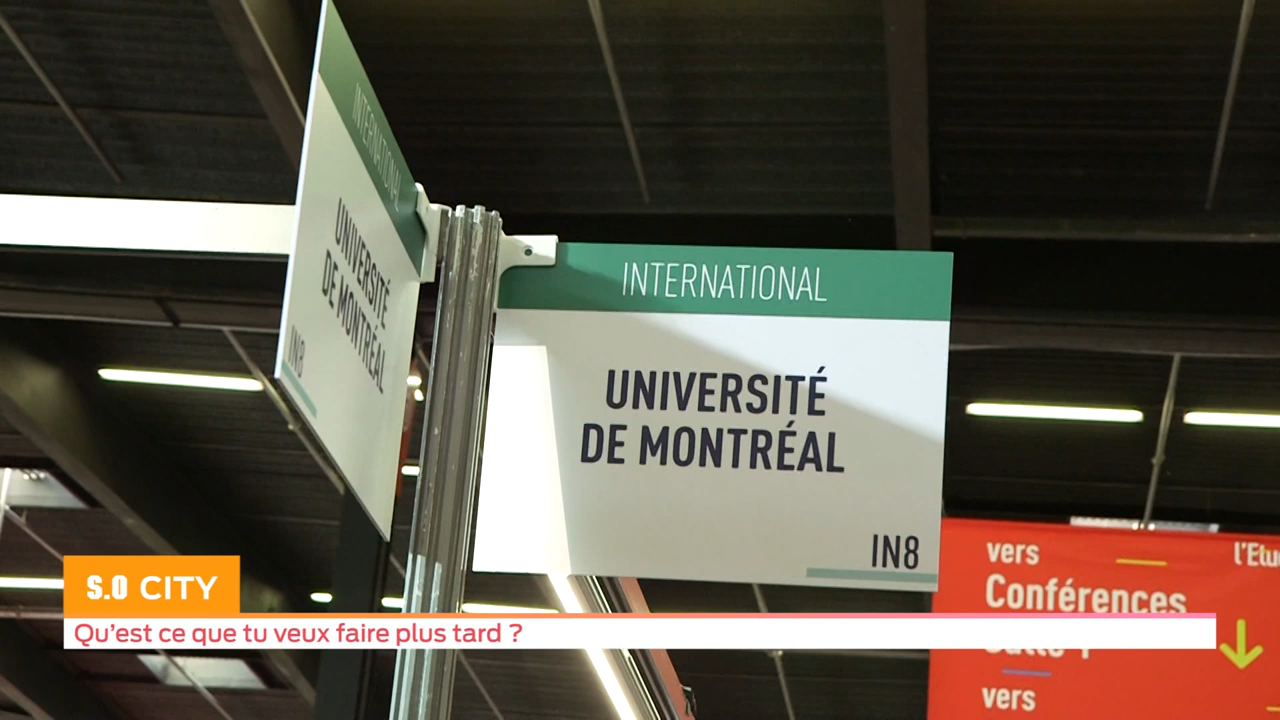 INTERNATIONAL
UNIVERSITÉ
DE MONTRÉAL
IN8
INTERNATIONAL
UNIVERSITÉ
DE MONTRÉAL
IN8
vers
Conférences
vers
S.O CITY
Qu'est ce que tu veux faire plus tard ?